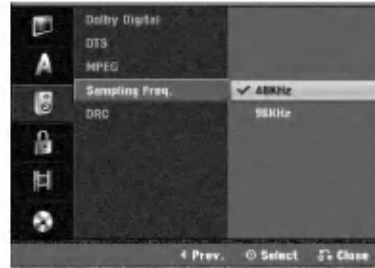 Dolby Digital
DTS
MPEG
Sampling Freq.
DRC
48KHz
96KHz
A
Prev.
Select
Close